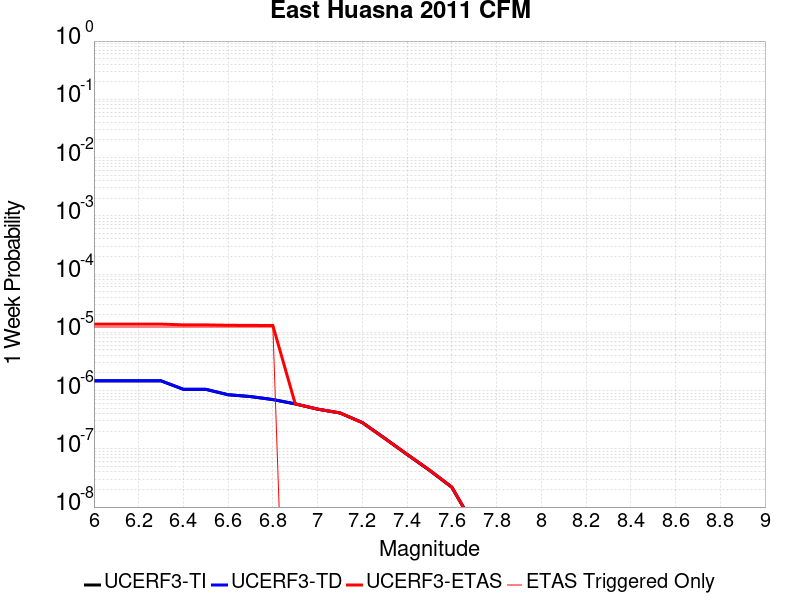 East Huasna 2011 CFM
1 Week Probability
10 0
10 -1
10 -2
10 -3
10 -4
10 -5
10 -6
10 -7
10 -8
6 6.2 6.4 6.6 6.8 7 7.2 7.4 7.6 7.8 8 8.2 8.4 8.6 8.8 9
Magnitude
UCERF3-TI UCERF3-TD UCERF3-ETAS ETAS Triggered Only